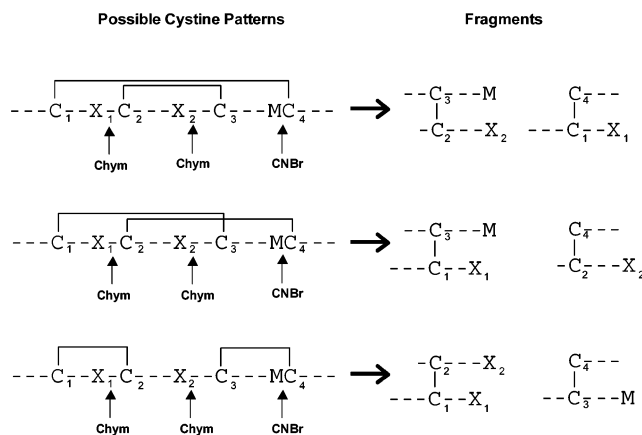 Possible Cystine Patterns Fragments
---C₁--X₁-C₂---X₂--C₃---MC₄---
--C₃---M C₄---
--C₂---X₂ ----C₁--X₁
Chym Chym CNBr
---C₁--X₁-C₂---X₂--C₃---MC₄---
--C₃---M C₄---
----C₁--X₁ --C₂---X₂
Chym Chym CNBr
---C₁--X₁-C₂---X₂--C₃---MC₄---
--C₂---X₂ C₄---
----C₁--X₁ --C₃---M
Chym Chym CNBr